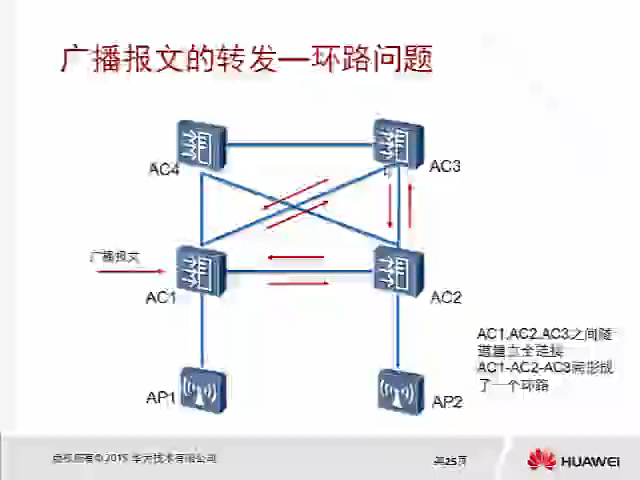 广播报文的转发—环路问题
AC4
AC3
广播报文
AC1
AC2
AP1
AP2
AC1,AC2,AC3之间隧
道建立全连接
AC1-AC2-AC3间形成
了一个环路
版权所有©2015 华为技术有限公司
第25页
HUAWEI